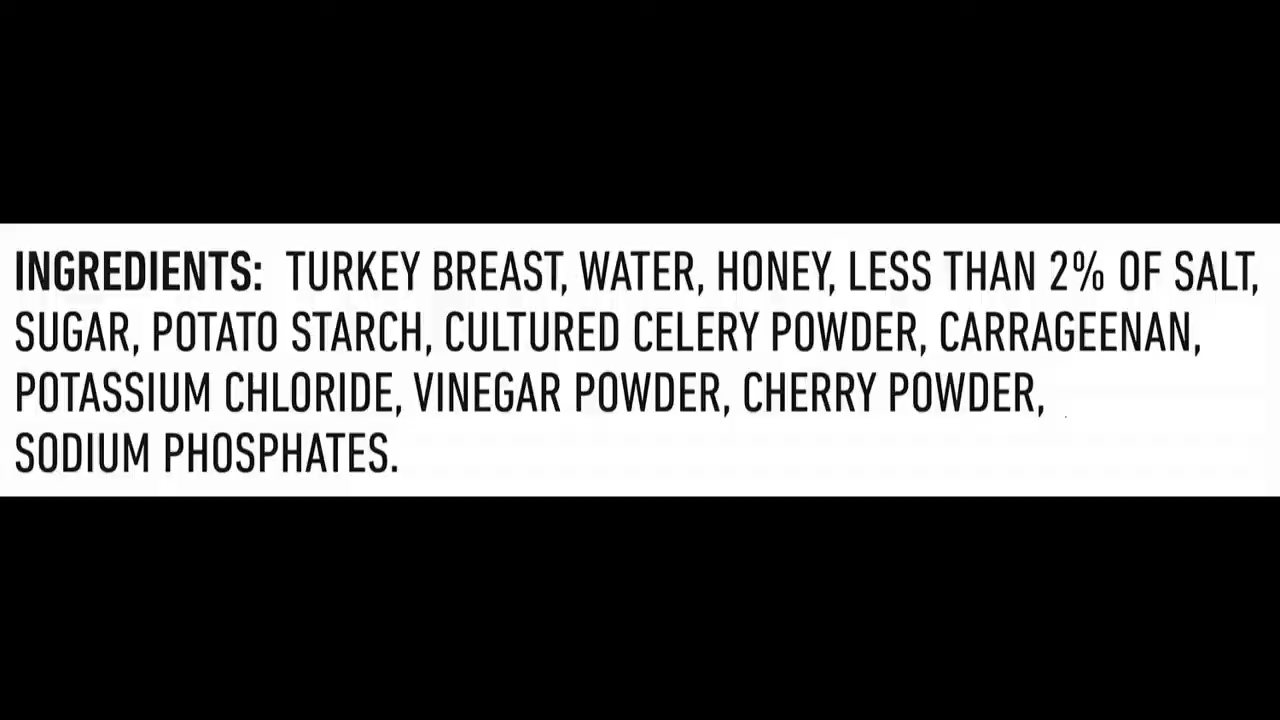 INGREDIENTS: TURKEY BREAST, WATER, HONEY, LESS THAN 2% OF SALT,
SUGAR, POTATO STARCH, CULTURED CELERY POWDER, CARRAGEENAN,
POTASSIUM CHLORIDE, VINEGAR POWDER, CHERRY POWDER,
SODIUM PHOSPHATES.